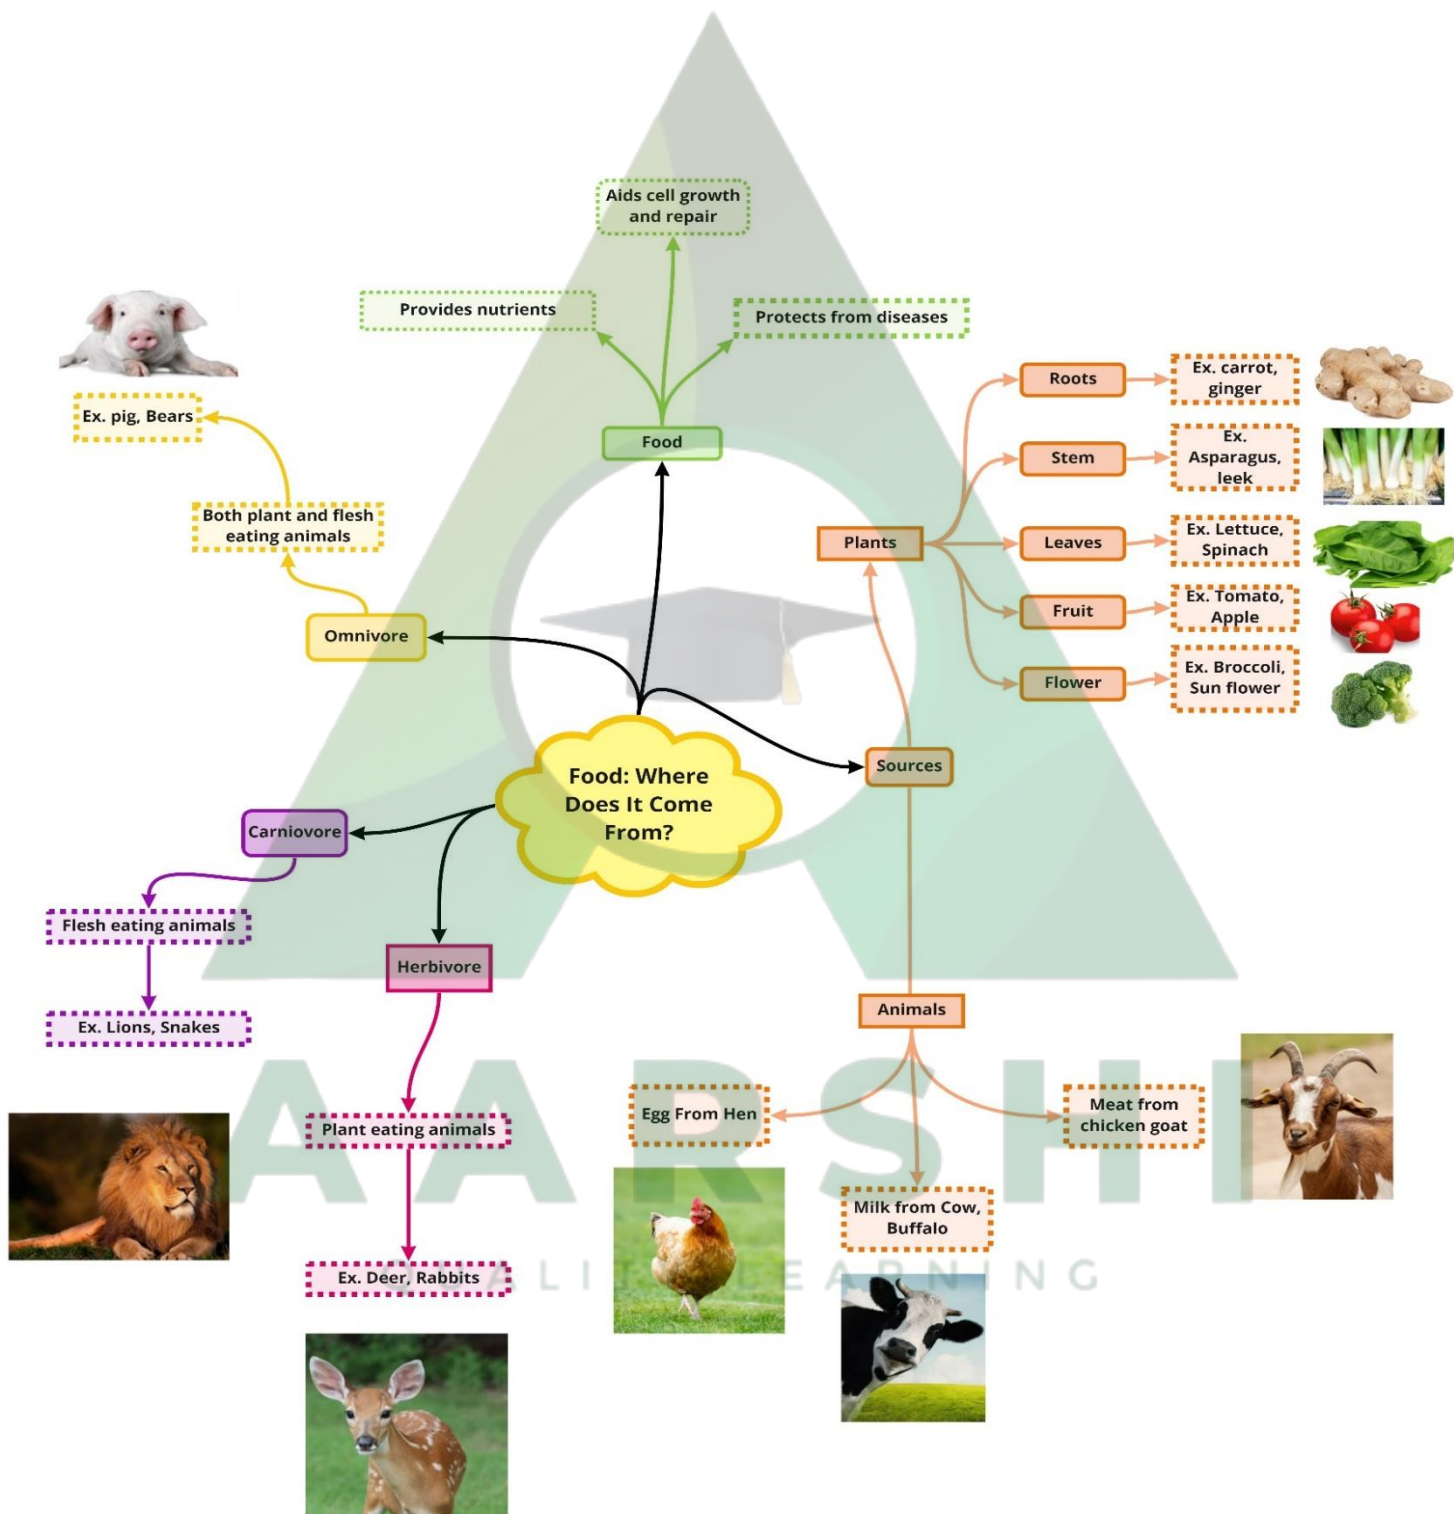 Aids cell growth
and repair
Provides nutrients
Protects from diseases
Food
Ex. pig, Bears
Both plant and flesh
eating animals
Omnivore
Plants
Roots
Ex. carrot,
ginger
Stem
Ex.
Asparagus,
leek
Leaves
Ex. Lettuce,
Spinach
Fruit
Ex. Tomato,
Apple
Flower
Ex. Broccoli,
Sun flower
Sources
Food: Where
Does It Come
From?
Carniovore
Flesh eating animals
Ex. Lions, Snakes
Herbivore
Plant eating animals
Ex. Deer, Rabbits
Animals
Egg From Hen
Milk from Cow,
Buffalo
Meat from
chicken goat
AARSHI
QUALITY LEARNING